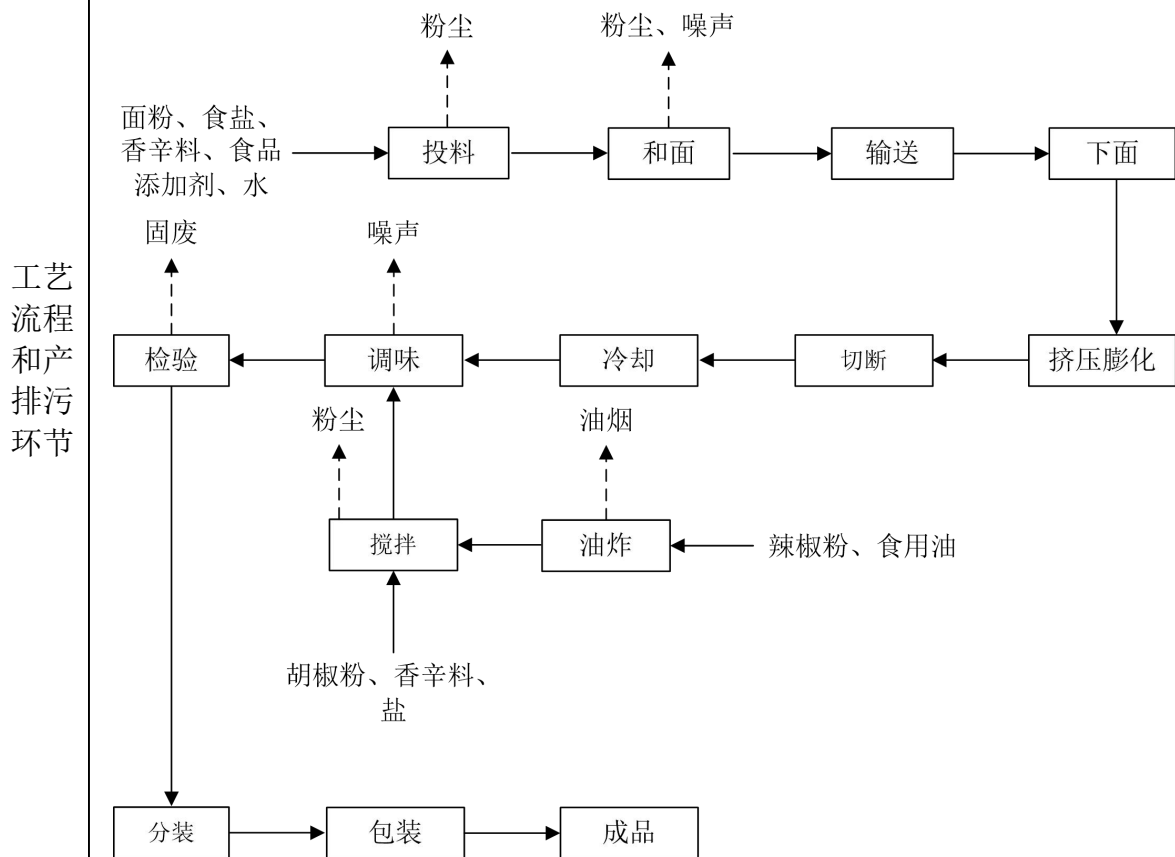 工艺
流程
和产
排污
环节
粉尘
粉尘、噪声
面粉、食盐、
香辛料、食品
添加剂、水
投料
和面
输送
下面
固废
噪声
检验
调味
冷却
切断
挤压膨化
粉尘
油烟
搅拌
油炸
辣椒粉、食用油
胡椒粉、香辛料、
盐
分装
包装
成品